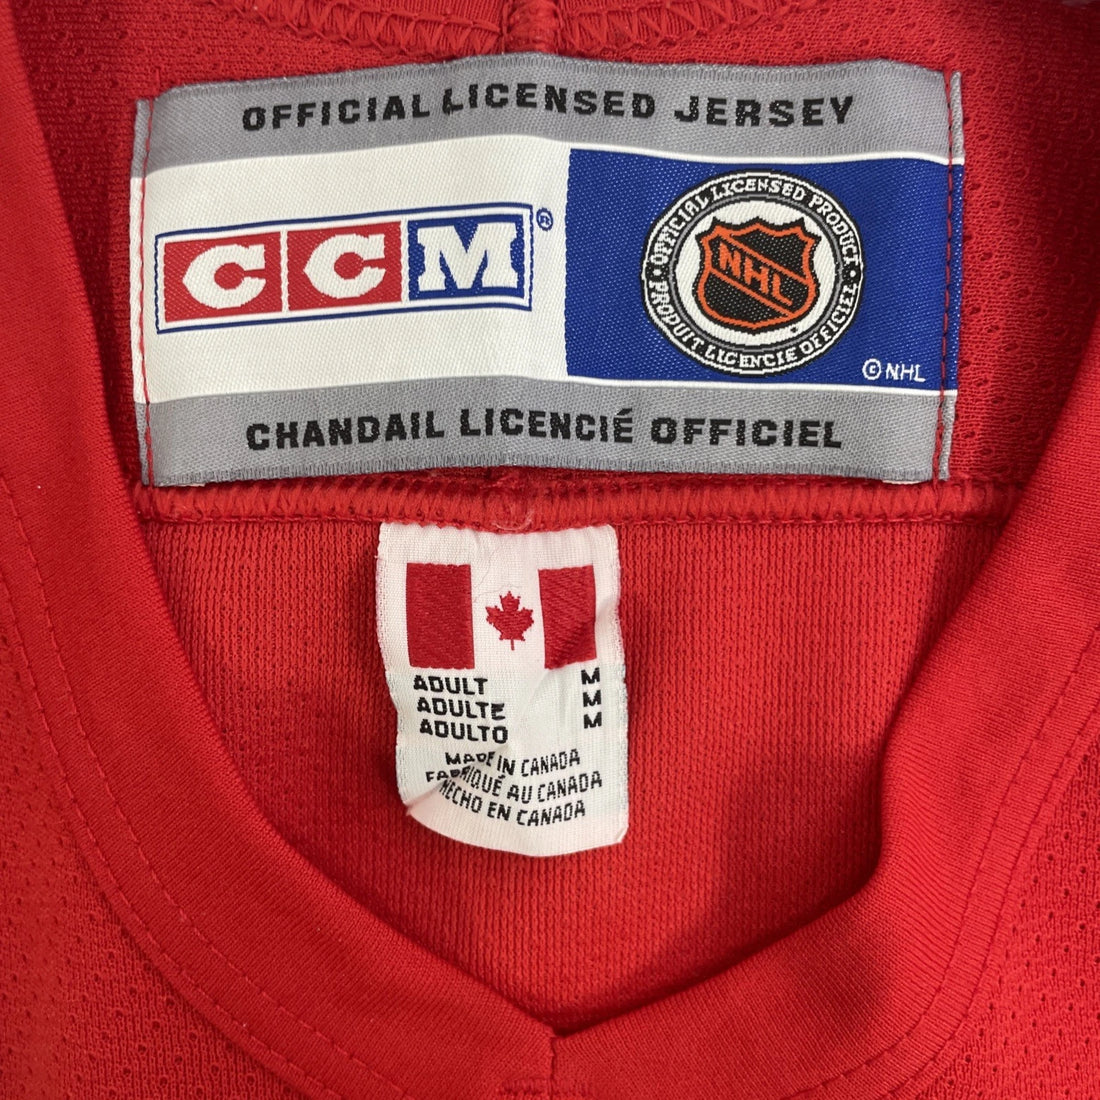 OFFICIAL LICENSED JERSEY
CCM®
OFFICIAL LICENSED PRODUCT
NHL
PRODUIT LICENCIE OFFICIEL
© NHL
CHANDAIL LICENCIÉ OFFICIEL
ADULT M
ADULTE M
ADULTO M
MADE IN CANADA
FABRIQUÉ AU CANADA
HECHO EN CANADA